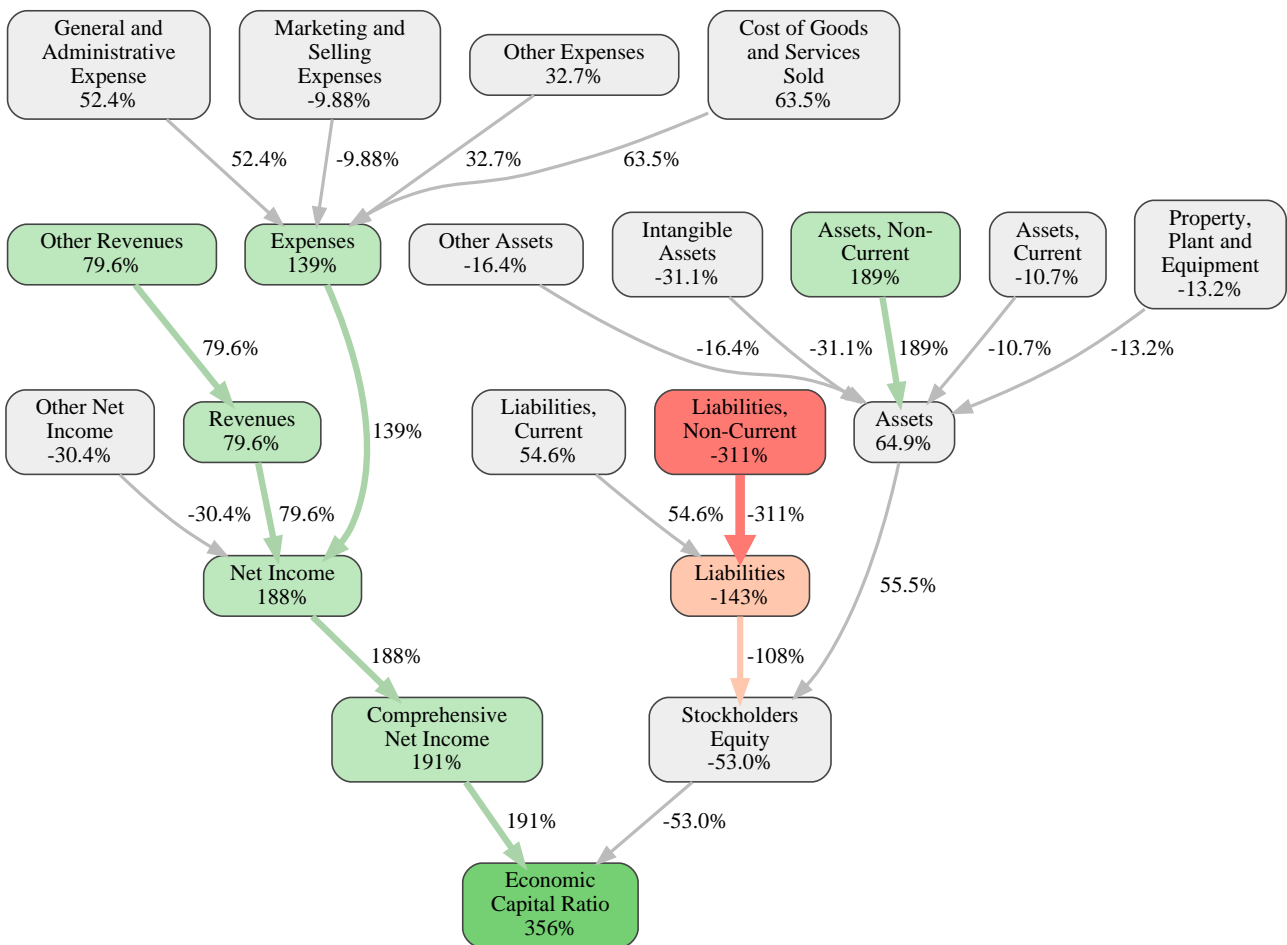 General and
Administrative
Expense
52.4%
Marketing and
Selling
Expenses
-9.88%
Other Expenses
32.7%
Cost of Goods
and Services
Sold
63.5%
52.4%
-9.88%
32.7%
63.5%
Other Revenues
79.6%
Expenses
139%
Other Assets
-16.4%
Intangible
Assets
-31.1%
Assets, Non-
Current
189%
Assets,
Current
-10.7%
Property,
Plant and
Equipment
-13.2%
79.6%
-16.4%
-31.1%
189%
-10.7%
-13.2%
Other Net
Income
-30.4%
Revenues
79.6%
139%
Liabilities,
Current
54.6%
Liabilities,
Non-Current
-311%
Assets
64.9%
-30.4%
79.6%
54.6%
-311%
Net Income
188%
Liabilities
-143%
55.5%
188%
-108%
Comprehensive
Net Income
191%
Stockholders
Equity
-53.0%
191%
-53.0%
Economic
Capital Ratio
356%